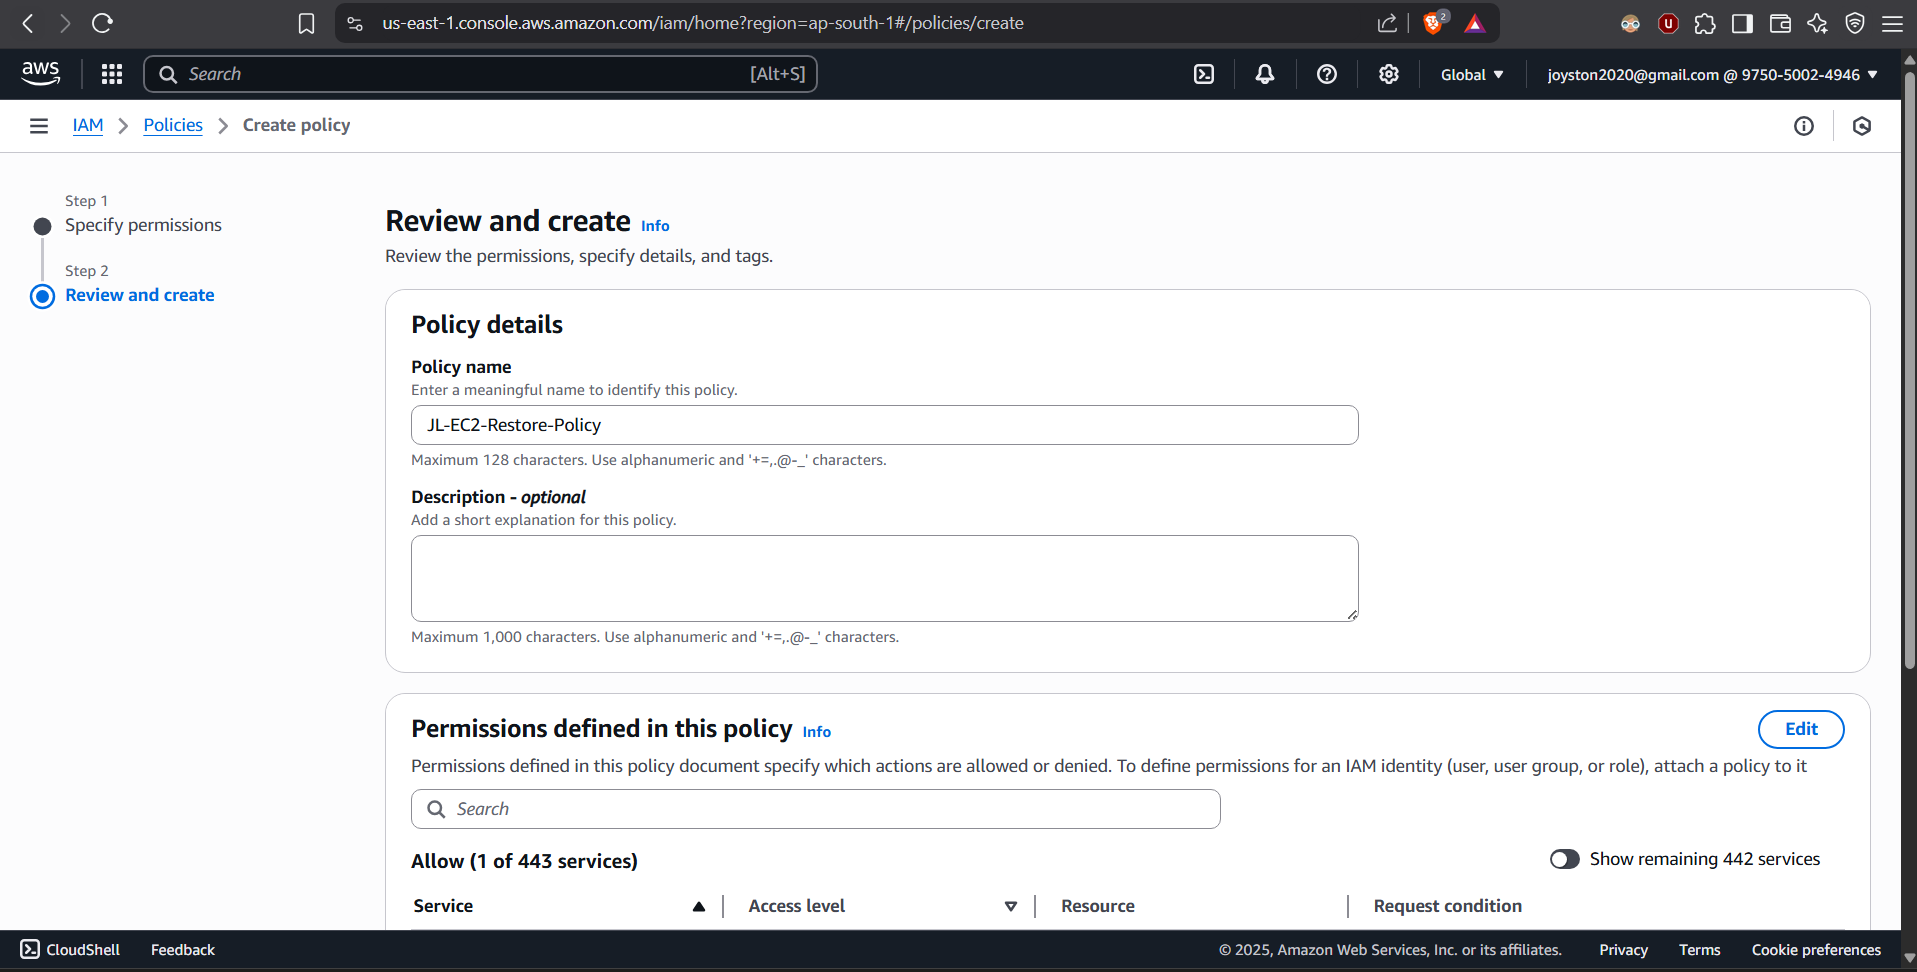 us-east-1.console.aws.amazon.com/iam/home?region=ap-south-1#/policies/create
2
U
aws
Search
[Alt+S]
Global
joyston2020@gmail.com @ 9750-5002-4946
IAM
Policies
Create policy
Step 1
Specify permissions
Step 2
Review and create
Review and create Info
Review the permissions, specify details, and tags.
Policy details
Policy name
Enter a meaningful name to identify this policy.
JL-EC2-Restore-Policy
Maximum 128 characters. Use alphanumeric and '+=,.@-_' characters.
Description - optional
Add a short explanation for this policy.
Maximum 1,000 characters. Use alphanumeric and '+=,.@-_' characters.
Permissions defined in this policy Info
Edit
Permissions defined in this policy document specify which actions are allowed or denied. To define permissions for an IAM identity (user, user group, or role), attach a policy to it
Search
Allow (1 of 443 services)
Show remaining 442 services
Service
Access level
Resource
Request condition
CloudShell
Feedback
© 2025, Amazon Web Services, Inc. or its affiliates.
Privacy
Terms
Cookie preferences